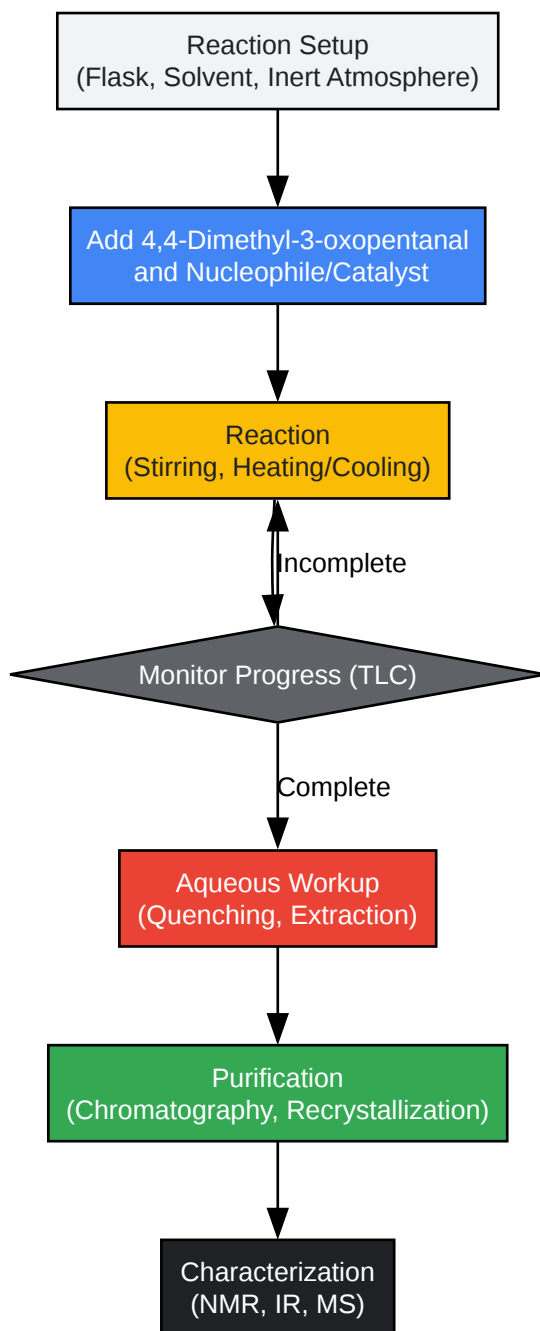 Reaction Setup
(Flask, Solvent, Inert Atmosphere)
Add 4,4-Dimethyl-3-oxopentanal
and Nucleophile/Catalyst
Reaction
(Stirring, Heating/Cooling)
Incomplete
Monitor Progress (TLC)
Complete
Aqueous Workup
(Quenching, Extraction)
Purification
(Chromatography, Recrystallization)
Characterization
(NMR, IR, MS)